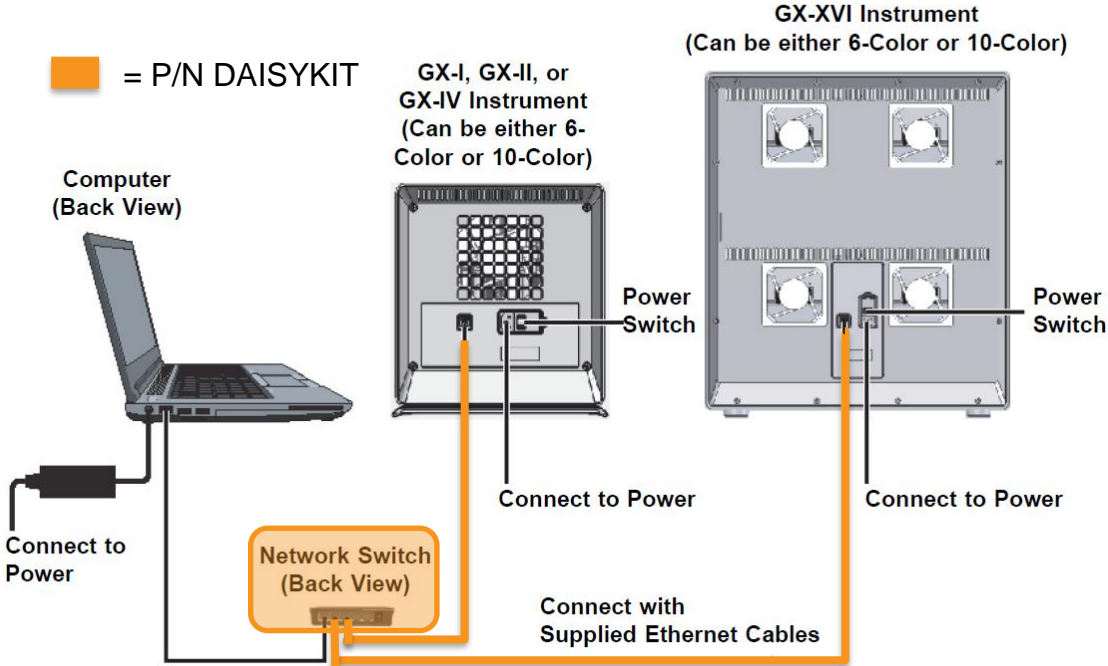 GX-XVI Instrument
(Can be either 6-Color or 10-Color)
= P/N DAISYKIT
GX-I, GX-II, or
GX-IV Instrument
(Can be either 6-
Color or 10-Color)
Computer
(Back View)
Power
Switch
Power
Switch
Connect to Power
Connect to Power
Connect to
Power
Network Switch
(Back View)
Connect with
Supplied Ethernet Cables